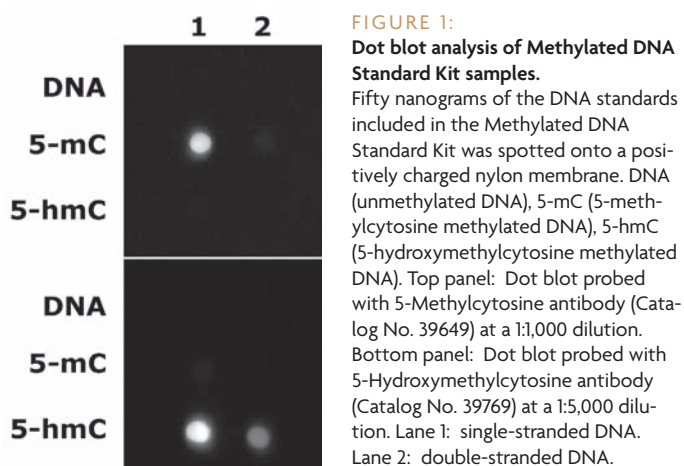 1 2
DNA
5-mC
5-hmC
DNA
5-mC
5-hmC
FIGURE 1:
Dot blot analysis of Methylated DNA
Standard Kit samples.
Fifty nanograms of the DNA standards
included in the Methylated DNA
Standard Kit was spotted onto a posi-
tively charged nylon membrane. DNA
(unmethylated DNA), 5-mC (5-meth-
ylcytosine methylated DNA), 5-hmC
(5-hydroxymethylcytosine methylated
DNA). Top panel: Dot blot probed
with 5-Methylcytosine antibody (Cata-
log No. 39649) at a 1:1,000 dilution.
Bottom panel: Dot blot probed with
5-Hydroxymethylcytosine antibody
(Catalog No. 39769) at a 1:5,000 dilu-
tion. Lane 1: single-stranded DNA.
Lane 2: double-stranded DNA.